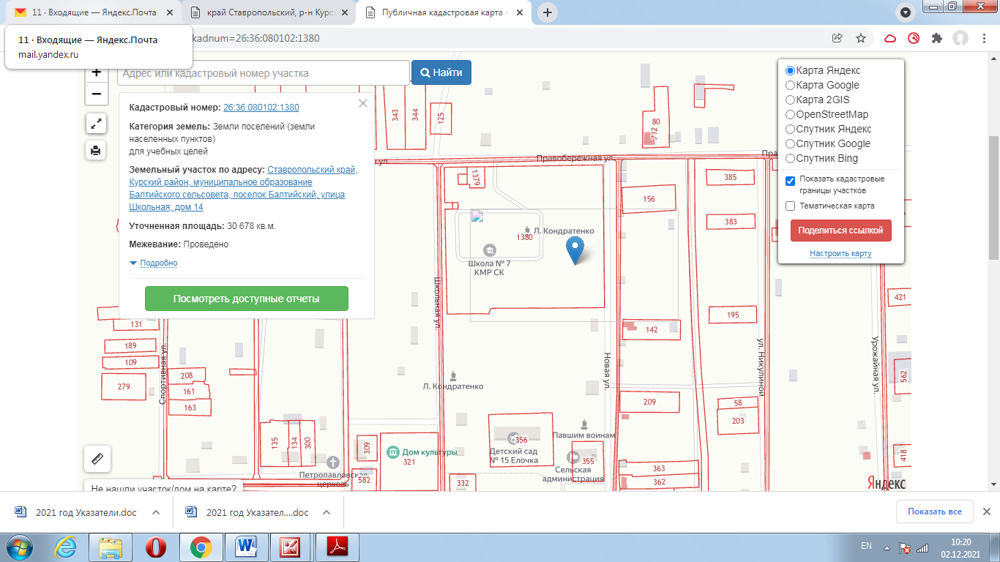 11 · Входящие — Яндекс.Почта
край Ставропольский, р-н Курс
Публичная кадастровая карта -
11 · Входящие — Яндекс.Почта
mail.yandex.ru
kadnum=26:36:080102:1380
Адрес или кадастровый номер участка
Найти
Кадастровый номер: 26:36:080102:1380
Категория земель: Земли поселений (земли
населенных пунктов)
для учебных целей
Земельный участок по адресу: Ставропольский край,
Курский район, муниципальное образование
Балтийского сельсовета, поселок Балтийский, улица
Школьная, дом 14
Уточненная площадь: 30 678 кв.м.
Межевание: Проведено
Подробно
Посмотреть доступные отчеты
Карта Яндекс
Карта Google
Карта 2GIS
OpenStreetMap
Спутник Яндекс
Спутник Google
Спутник Bing
Показать кадастровые
границы участков
Тематическая карта
Поделиться ссылкой
Настроить карту
343
344
125
80
712
ул.
Правобережная ул.
Пра
1379
385
156
383
1380
Л. Кондратенко
Школа № 7
КМР СК
Школьная ул.
421
131
195
142
189
109
208
279
161
163
Спортивная ул.
Новая ул.
ул. Никулиной
Урожайная ул.
562
Л. Кондратенко
209
58
203
Павшим воинам
135
134
300
309
Дом культуры
321
356
Детский сад
№ 15 Елочка
355
Сельская
администрация
418
363
362
Петропавловская
церковь
582
332
Не нашли участок/дом на карте?
Яндекс
2021 год Указатели.doc
2021 год Указател....doc
Показать все
EN
10:20
02.12.2021